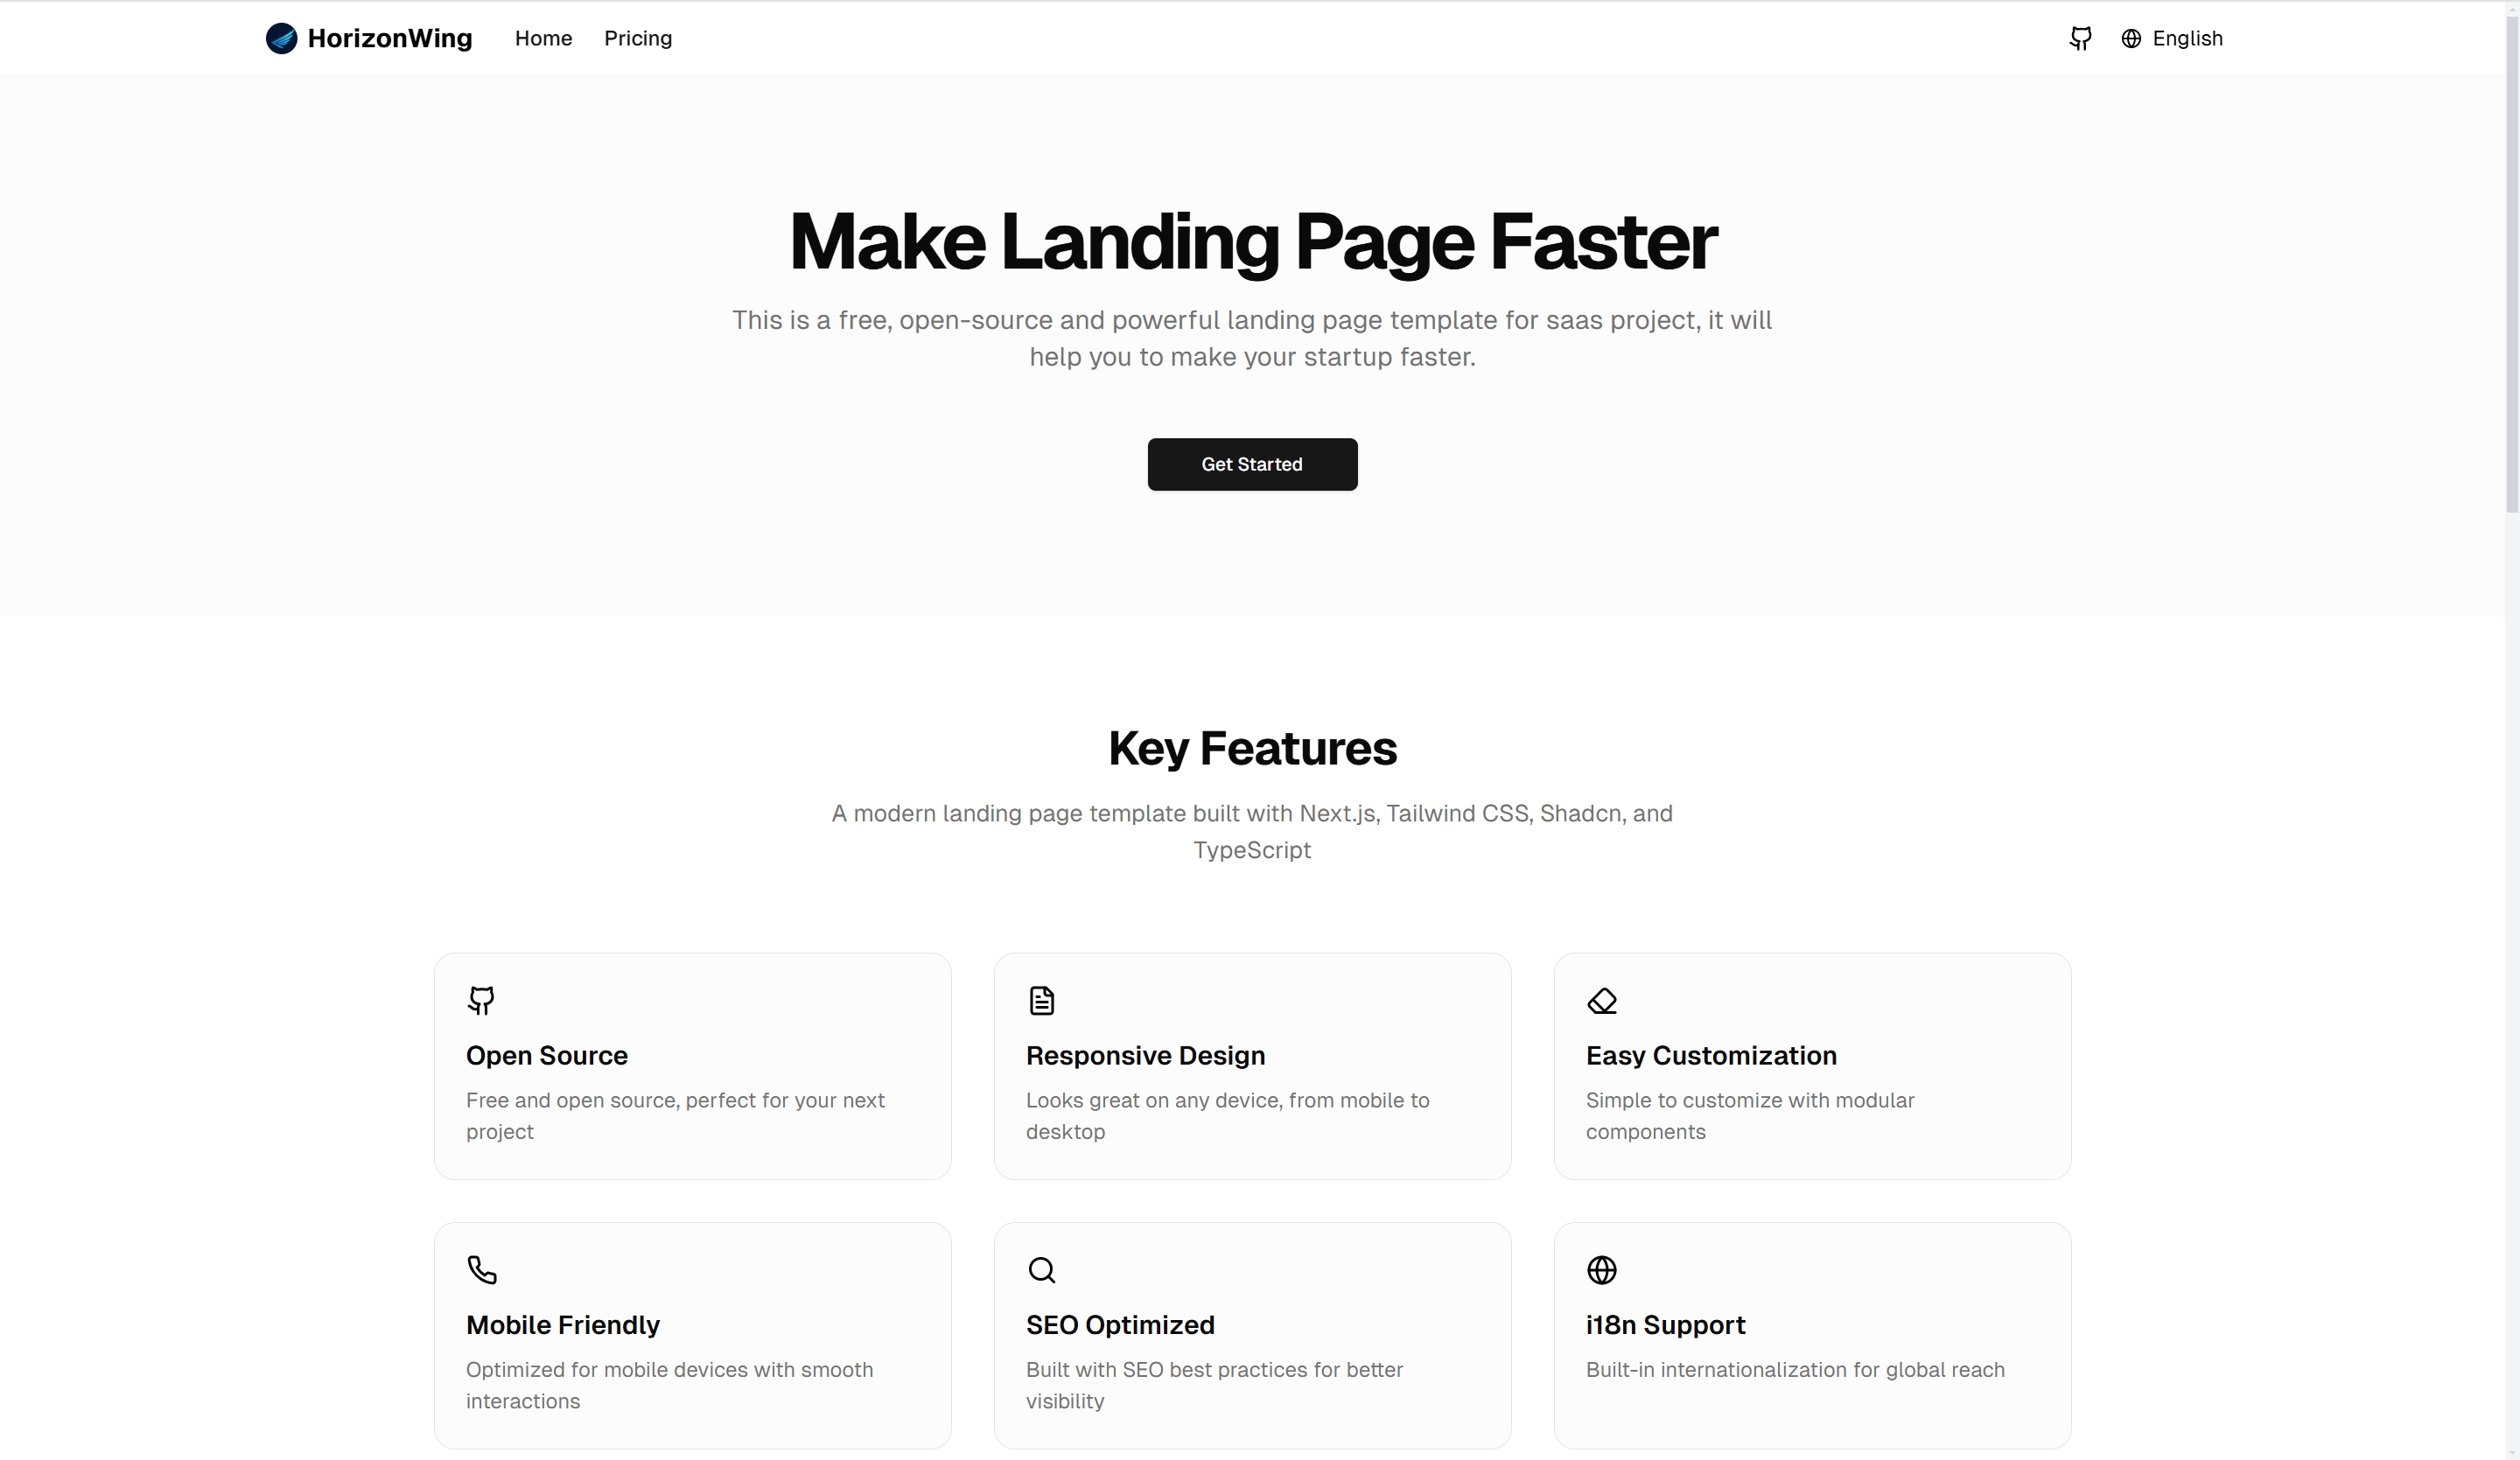 HorizonWing
Home
Pricing
English
Make Landing Page Faster
This is a free, open-source and powerful landing page template for saas project, it will
help you to make your startup faster.
Get Started
Key Features
A modern landing page template built with Next.js, Tailwind CSS, Shadcn, and
TypeScript
Open Source
Free and open source, perfect for your next
project
Responsive Design
Looks great on any device, from mobile to
desktop
Easy Customization
Simple to customize with modular
components
Mobile Friendly
Optimized for mobile devices with smooth
interactions
SEO Optimized
Built with SEO best practices for better
visibility
i18n Support
Built-in internationalization for global reach